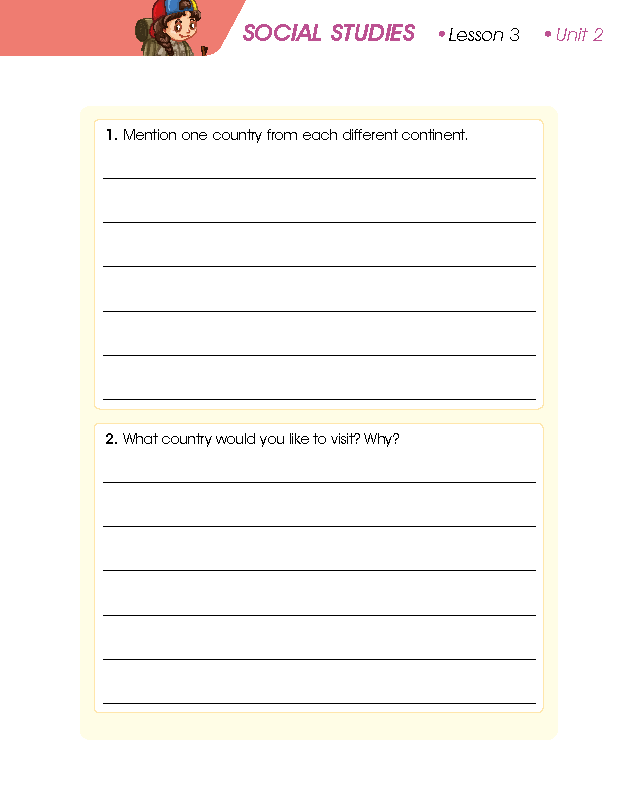 SOCIAL STUDIES • Lesson 3 • Unit 2
1. Mention one country from each different continent.
2. What country would you like to visit? Why?